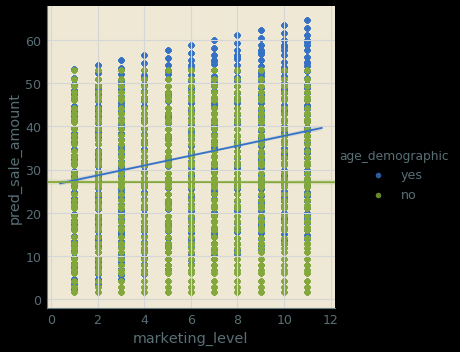 60
50
40
30
20
10
0
pred_sale_amount
0 2 4 6 8 10 12
marketing_level
age_demographic
yes
no